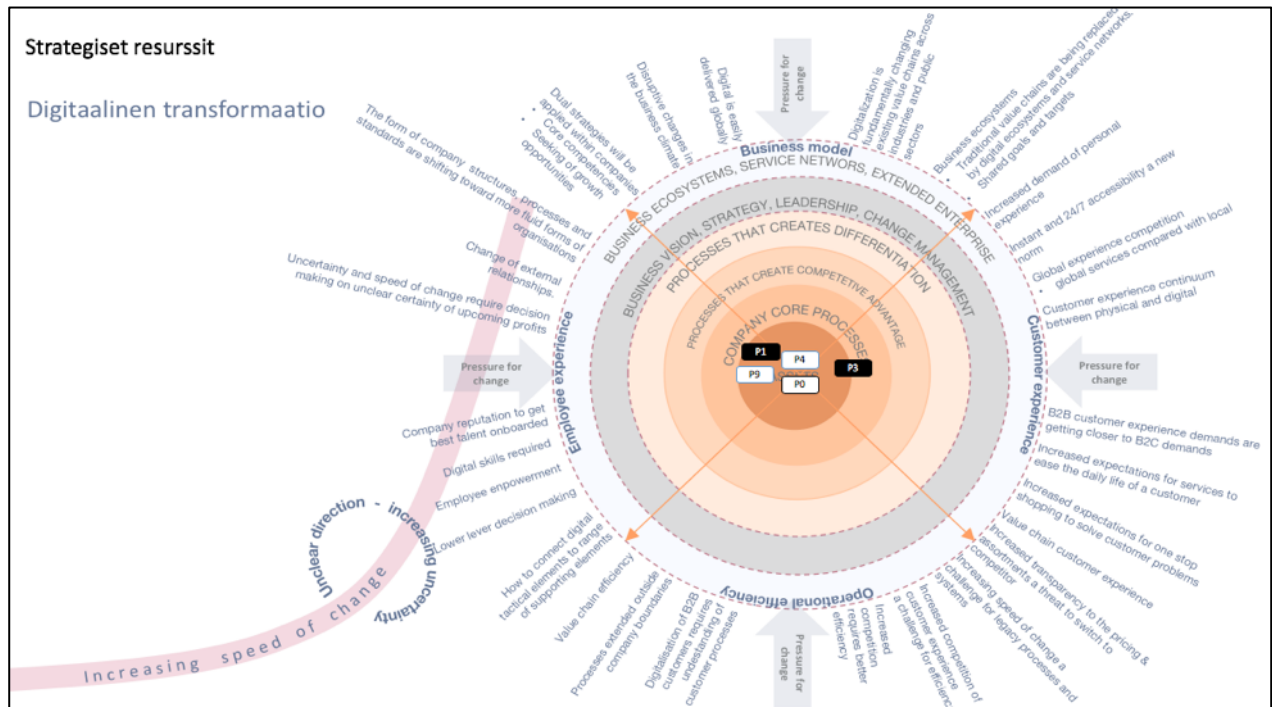 Strategiset resurssit
Digitaalinen transformaatio
The form of company, structures, processes and
standards are shifting toward more fluid forms of
organisations
Dual strategies will be
applied within companies
• Core competencies
• Seeking of growth
opportunities
Disruptive changes in
the business climate
Digital is easily
delivered globally
Pressure for
change
Digitalization is
fundamentally changing
existing value chains across
industries and public
sectors
Business ecosystems
• Traditional value chains are being replaced
by digital ecosystems and service networks.
• Shared goals and targets
Increased demand of personal
experience
Instant and 24/7 accessibility a new
norm
Global experience competition
• global services compared with local
Customer experience continuum
between physical and digital
Change of external
relationships.
Uncertainty and speed of change require decision
making on unclear certainty of upcoming profits
Business model
BUSINESS ECOSYSTEMS, SERVICE NETWORS, EXTENDED ENTERPRISE
BUSINESS VISION, STRATEGY, LEADERSHIP, CHANGE MANAGEMENT
PROCESSES THAT CREATES DIFFERENTIATION
PROCESSES THAT CREATE COMPETETIVE ADVANTAGE
COMPANY CORE PROCESSE
P1
P4
P3
P9
P0
Employee experience
Customer experience
Operational efficiency
Pressure for
change
Pressure for
change
Company reputation to get
best talent onboarded
Digital skills required
Employee enpowerment
Lower lever decision making
How to connect digital
tactical elements to range
of supporting elements
Value chain efficiency
Processes extended outside
company boundaries
Digitalisation of B2B
customers requires
understanding of
customer processes
Pressure for
change
Increased
competition
requires better
efficiency
Increased competition of
customer experience
a challenge for efficienc
Increasing speed of change a
challenge for legacy processes and
systems
Increased transparency to the pricing &
assortments a threat to switch to
competitor
Value chain customer experience
Increased expectations for one stop
shopping to solve customer problems
Increased expectations for services to
ease the daily life of a customer
B2B customer experience demands are
getting closer to B2C demands
Unclear direction - increasing uncertainty
Increasing speed of change